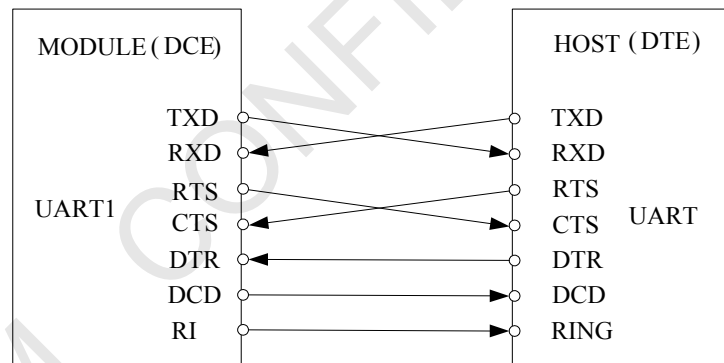 MODULE ( DCE)
HOST ( DTE)
TXD
TXD
RXD
RXD
RTS
RTS
UART1
UART
CTS
CTS
DTR
DTR
DCD
DCD
RI
RING